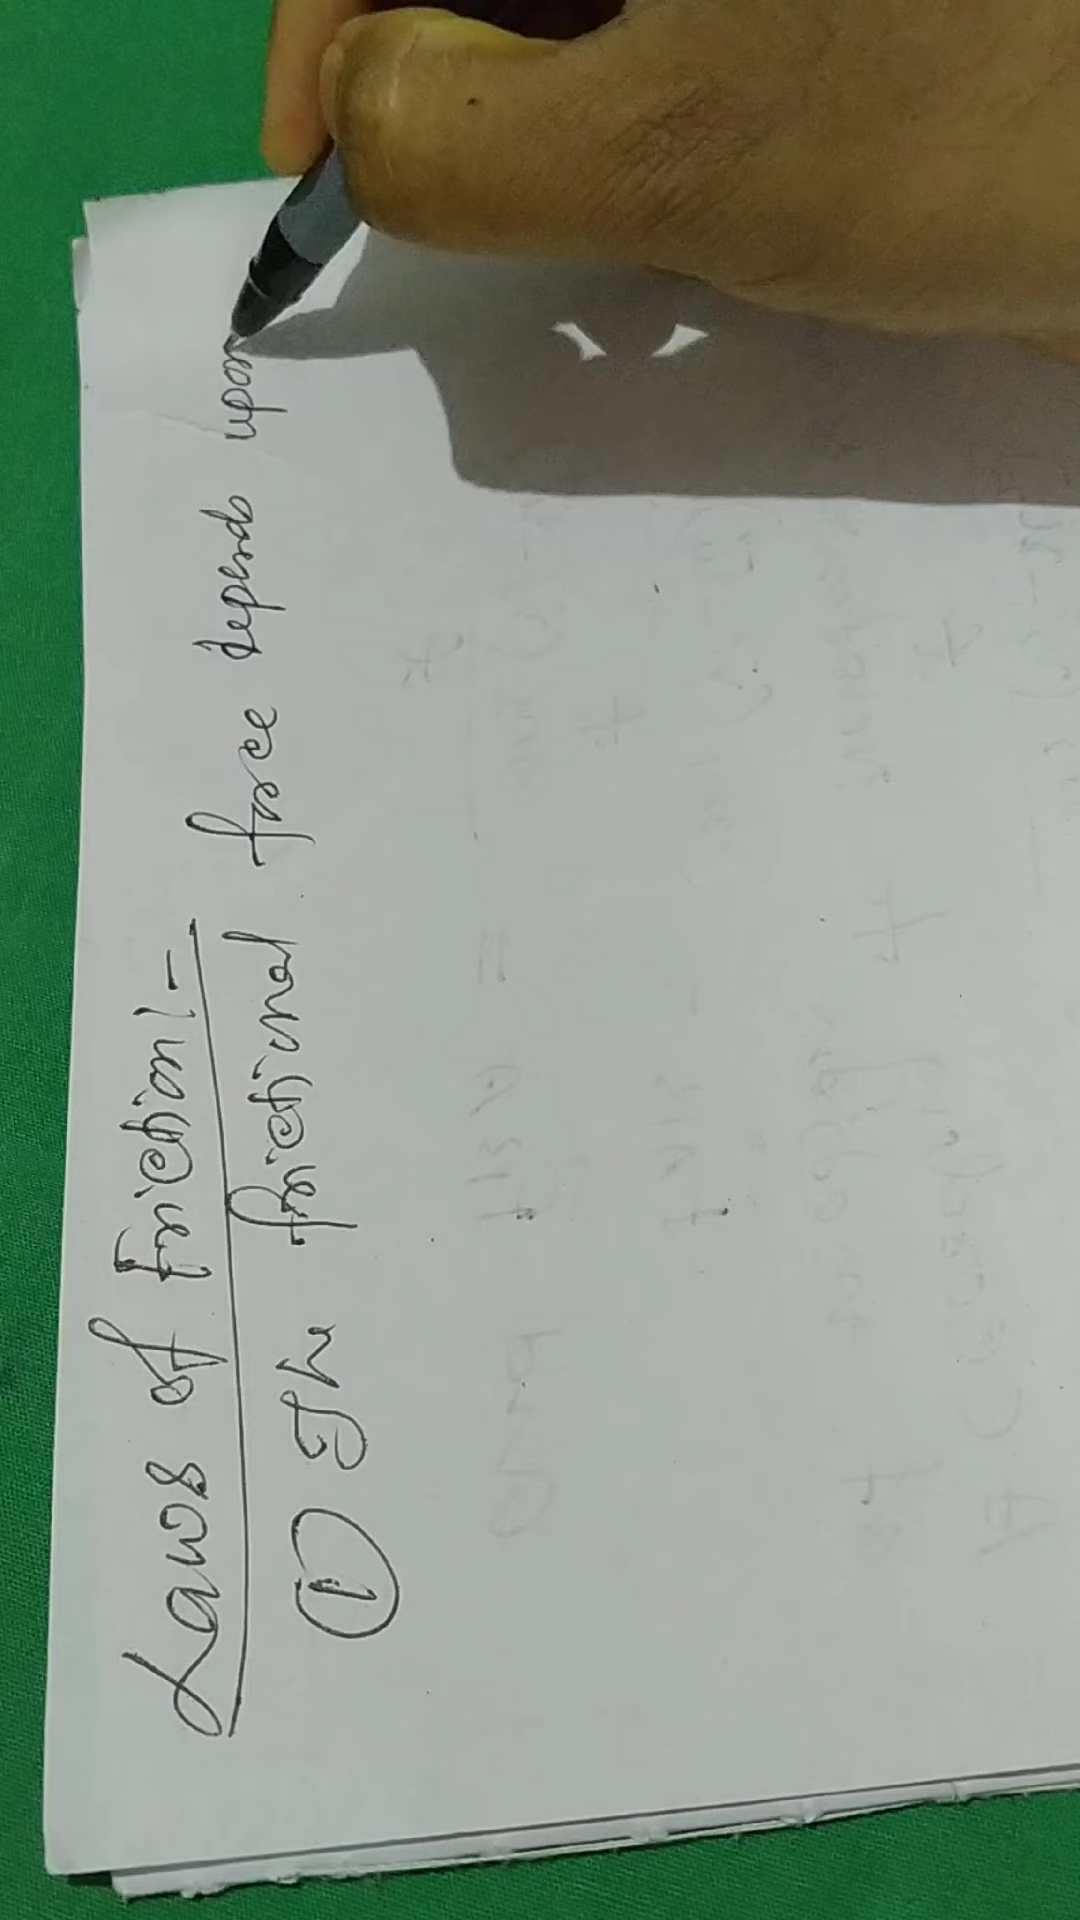 Laws of friction!-
① The frictional force depends upon